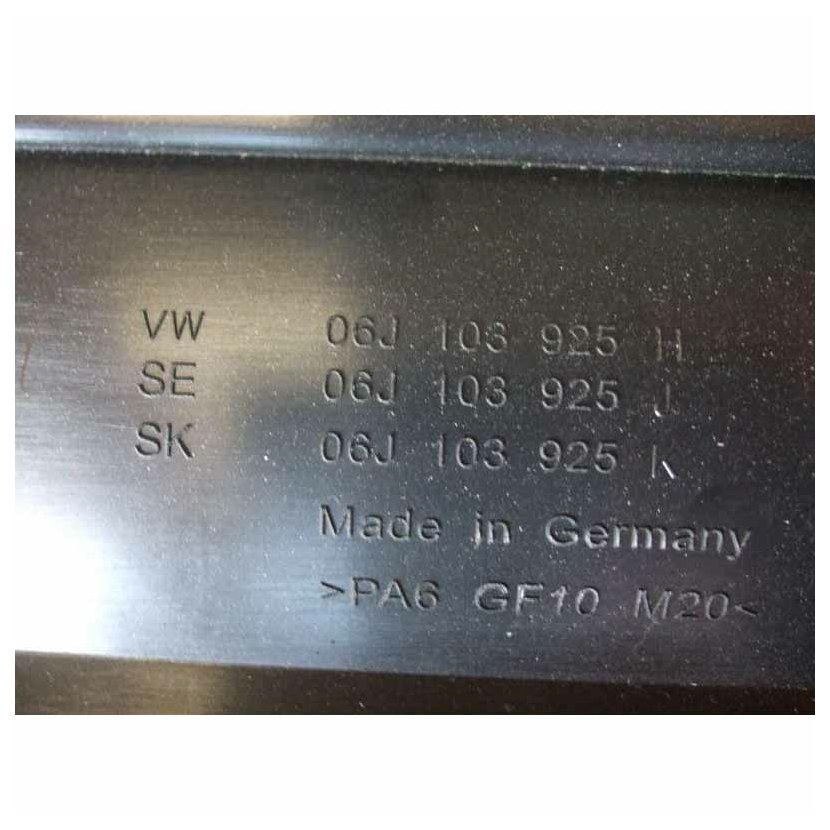 VW 06J 103 925 H
SE 06J 103 925 J
SK 06J 103 925 K
Made in Germany
>PA6 GF10 M20<